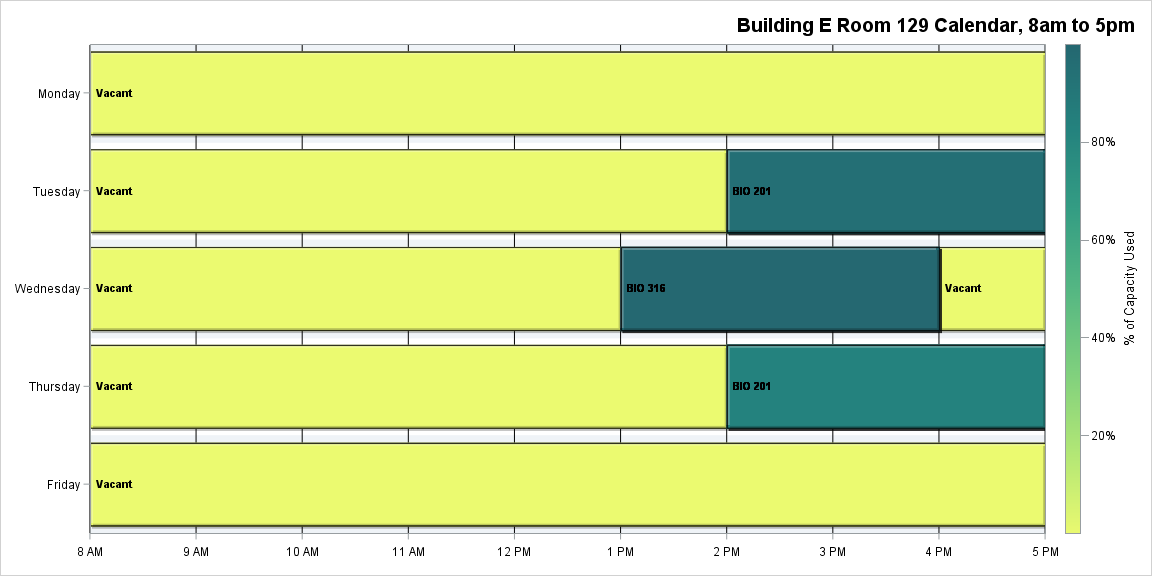 Building E Room 129 Calendar, 8am to 5pm
Monday
Vacant
Tuesday
Vacant
BIO 201
Wednesday
Vacant
BIO 316
Vacant
Thursday
Vacant
BIO 201
Friday
Vacant
8 AM
9 AM
10 AM
11 AM
12 PM
1 PM
2 PM
3 PM
4 PM
5 PM
80%
60%
40%
20%
% of Capacity Used